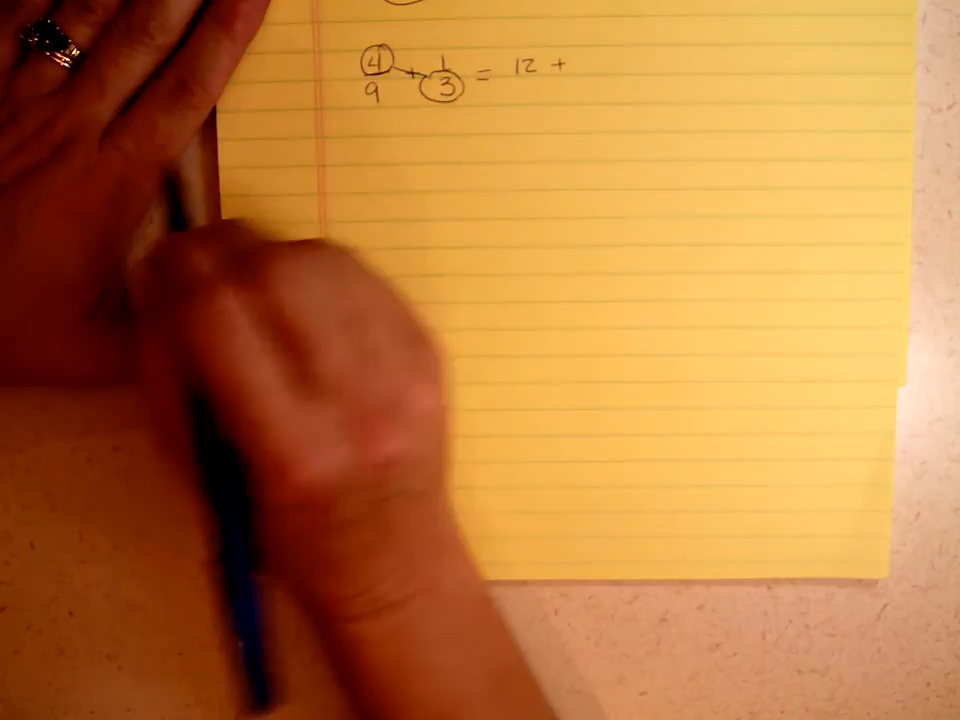 4/9 + 1/3 = 12 +